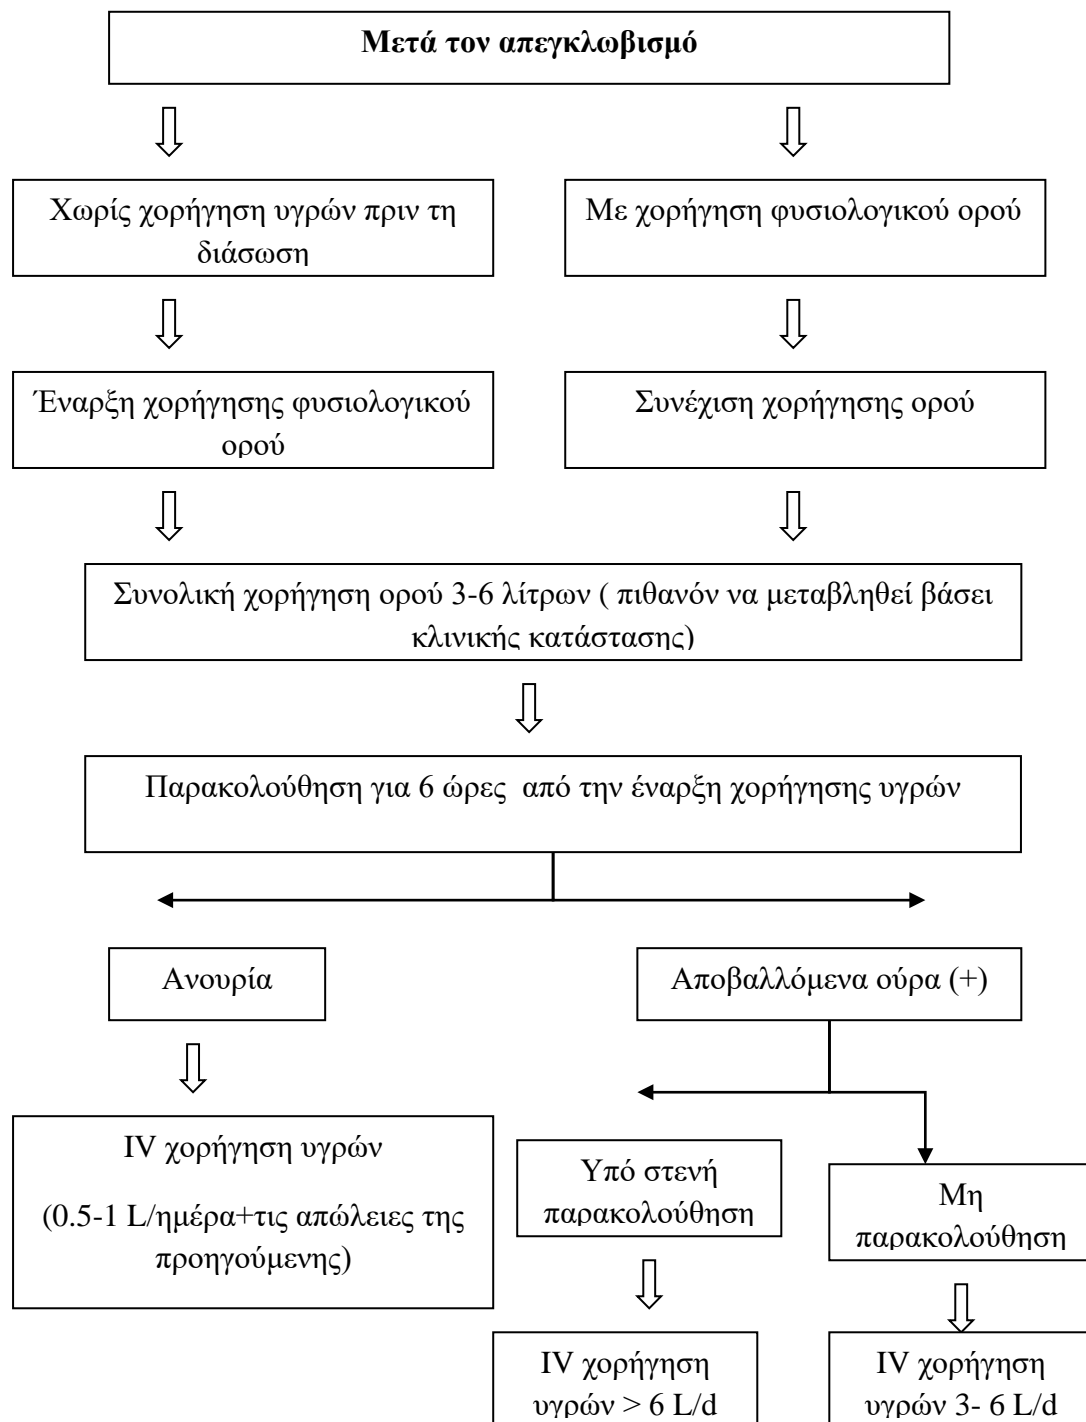 Μετά τον απεγκλωβισμό
Χωρίς χορήγηση υγρών πριν τη
διάσωση
Με χορήγηση φυσιολογικού ορού
Έναρξη χορήγησης φυσιολογικού
ορού
Συνέχιση χορήγησης ορού
Συνολική χορήγηση ορού 3-6 λίτρων ( πιθανόν να μεταβληθεί βάσει
κλινικής κατάστασης)
Παρακολούθηση για 6 ώρες από την έναρξη χορήγησης υγρών
Ανουρία
Αποβαλλόμενα ούρα (+)
IV χορήγηση υγρών
(0.5-1 L/ημέρα+τις απώλειες της
προηγούμενης)
Υπό στενή
παρακολούθηση
Μη
παρακολούθηση
IV χορήγηση
υγρών > 6 L/d
IV χορήγηση
υγρών 3- 6 L/d